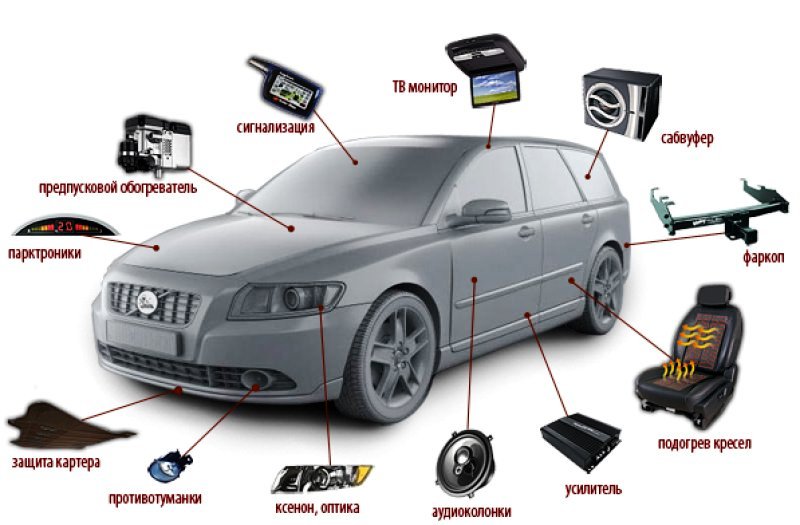 ТВ монитор
сигнализация
сабвуфер
предпусковой обогреватель
парктроники
фаркоп
подогрев кресел
защита картера
противотуманки
ксенон, оптика
аудиоколонки
усилитель